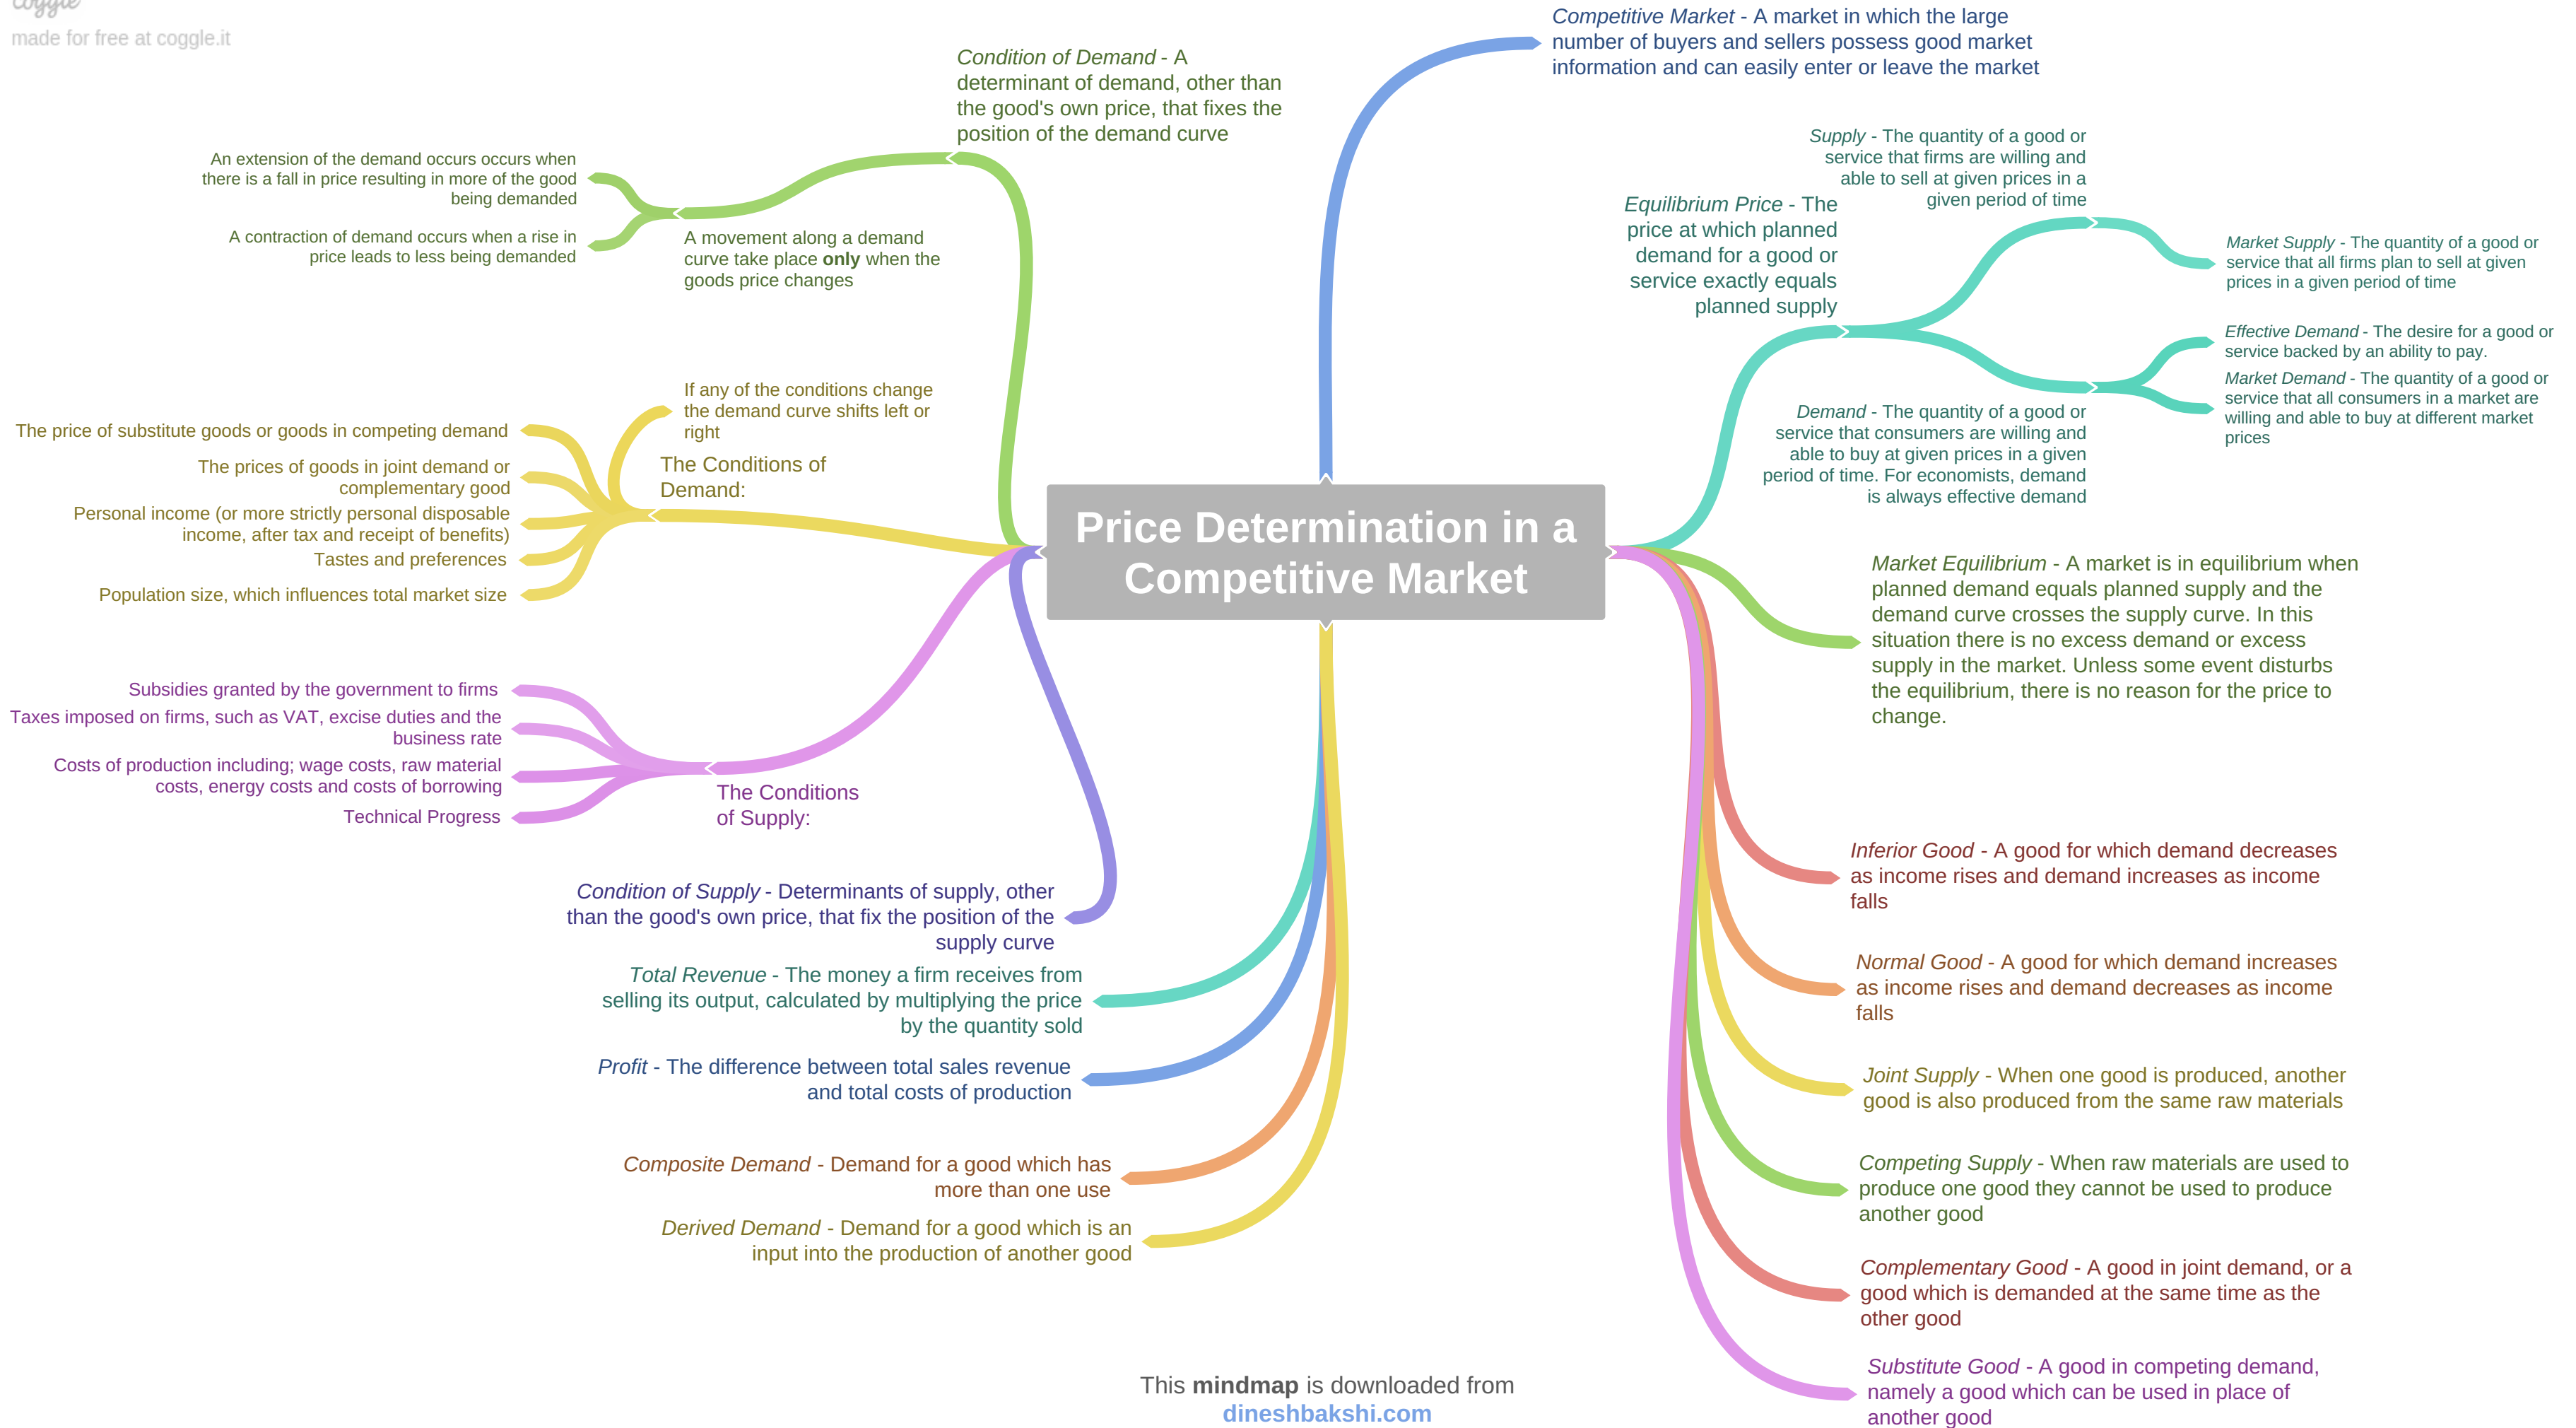 coggle
made for free at coggle.it
Condition of Demand - A
determinant of demand, other than
the good's own price, that fixes the
position of the demand curve
An extension of the demand occurs occurs when
there is a fall in price resulting in more of the good
being demanded
A contraction of demand occurs when a rise in
price leads to less being demanded
A movement along a demand
curve take place only when the
goods price changes
If any of the conditions change
the demand curve shifts left or
right
The Conditions of
Demand:
The price of substitute goods or goods in competing demand
The prices of goods in joint demand or
complementary good
Personal income (or more strictly personal disposable
income, after tax and receipt of benefits)
Tastes and preferences
Population size, which influences total market size
Subsidies granted by the government to firms
Taxes imposed on firms, such as VAT, excise duties and the
business rate
Costs of production including; wage costs, raw material
costs, energy costs and costs of borrowing
Technical Progress
The Conditions
of Supply:
Condition of Supply - Determinants of supply, other
than the good's own price, that fix the position of the
supply curve
Total Revenue - The money a firm receives from
selling its output, calculated by multiplying the price
by the quantity sold
Profit - The difference between total sales revenue
and total costs of production
Composite Demand - Demand for a good which has
more than one use
Derived Demand - Demand for a good which is an
input into the production of another good
Price Determination in a
Competitive Market
Competitive Market - A market in which the large
number of buyers and sellers possess good market
information and can easily enter or leave the market
Supply - The quantity of a good or
service that firms are willing and
able to sell at given prices in a
given period of time
Equilibrium Price - The
price at which planned
demand for a good or
service exactly equals
planned supply
Market Supply - The quantity of a good or
service that all firms plan to sell at given
prices in a given period of time
Effective Demand - The desire for a good or
service backed by an ability to pay.
Market Demand - The quantity of a good or
service that all consumers in a market are
willing and able to buy at different market
prices
Demand - The quantity of a good or
service that consumers are willing and
able to buy at given prices in a given
period of time. For economists, demand
is always effective demand
Market Equilibrium - A market is in equilibrium when
planned demand equals planned supply and the
demand curve crosses the supply curve. In this
situation there is no excess demand or excess
supply in the market. Unless some event disturbs
the equilibrium, there is no reason for the price to
change.
Inferior Good - A good for which demand decreases
as income rises and demand increases as income
falls
Normal Good - A good for which demand increases
as income rises and demand decreases as income
falls
Joint Supply - When one good is produced, another
good is also produced from the same raw materials
Competing Supply - When raw materials are used to
produce one good they cannot be used to produce
another good
Complementary Good - A good in joint demand, or a
good which is demanded at the same time as the
other good
Substitute Good - A good in competing demand,
namely a good which can be used in place of
another good
This mindmap is downloaded from
dineshbakshi.com